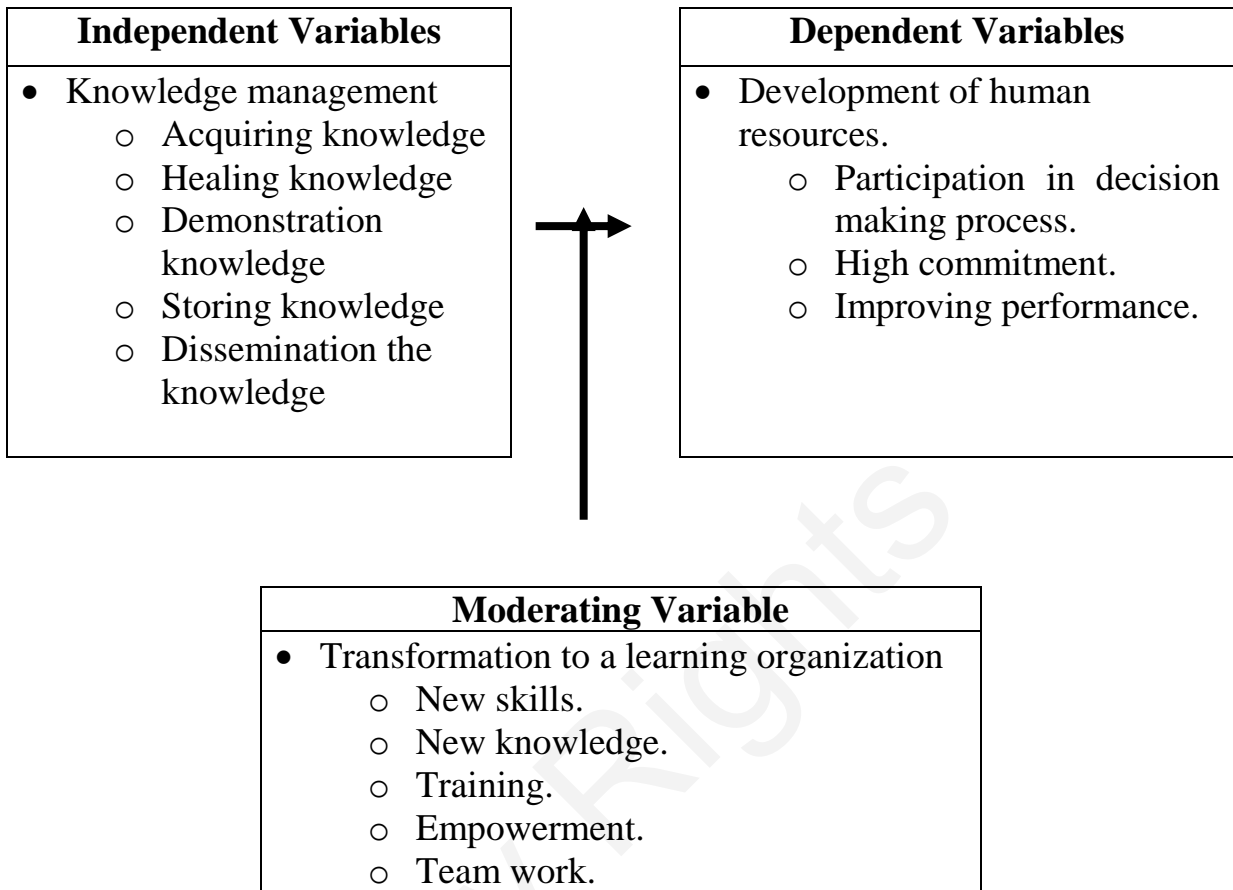 Independent Variables
• Knowledge management
o Acquiring knowledge
o Healing knowledge
o Demonstration
knowledge
o Storing knowledge
o Dissemination the
knowledge
Dependent Variables
• Development of human
resources.
o Participation in decision
making process.
o High commitment.
o Improving performance.
Moderating Variable
• Transformation to a learning organization
o New skills.
o New knowledge.
o Training.
o Empowerment.
o Team work.
Rights